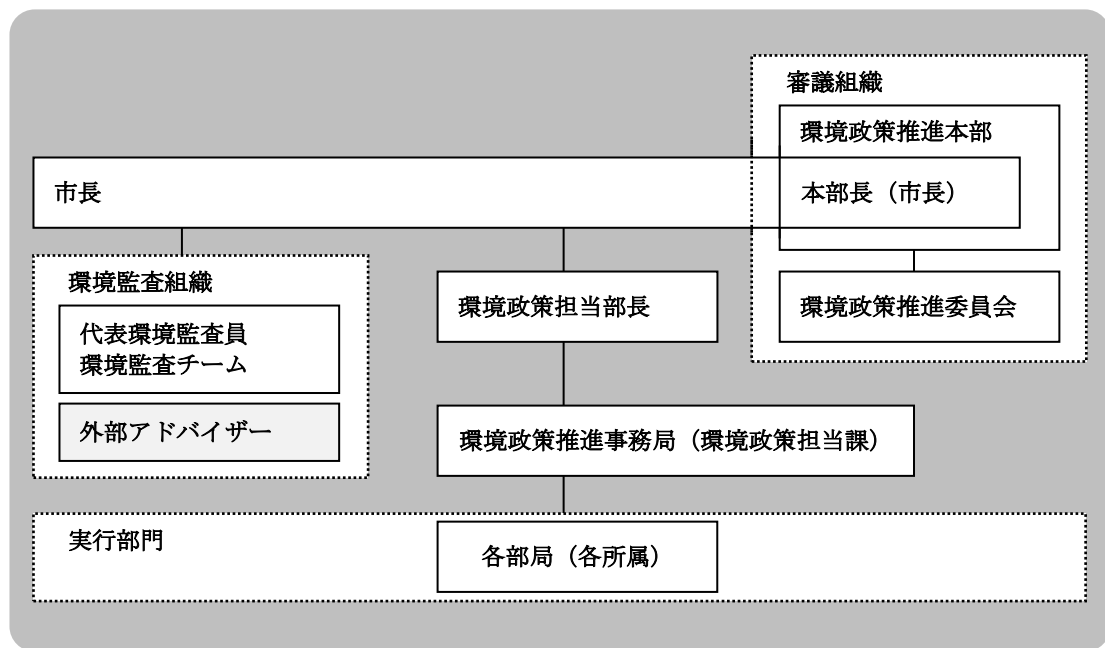 審議組織
環境政策推進本部
市長
本部長（市長）
環境監査組織
代表環境監査員
環境監査チーム
外部アドバイザー
環境政策担当部長
環境政策推進委員会
環境政策推進事務局（環境政策担当課）
実行部門
各部局（各所属）